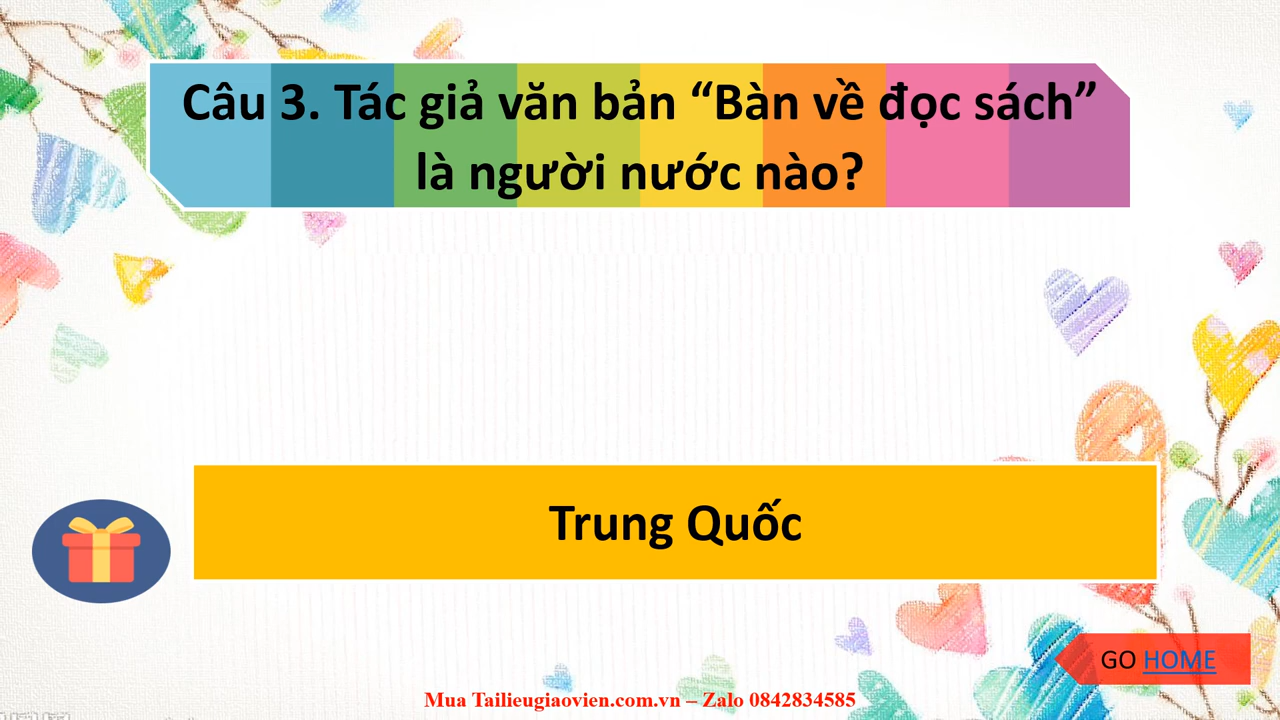 Câu 3. Tác giả văn bản “Bàn về đọc sách”
là người nước nào?
Trung Quốc
GO HOME
Mua Tailieugiaovien.com.vn – Zalo 0842834585